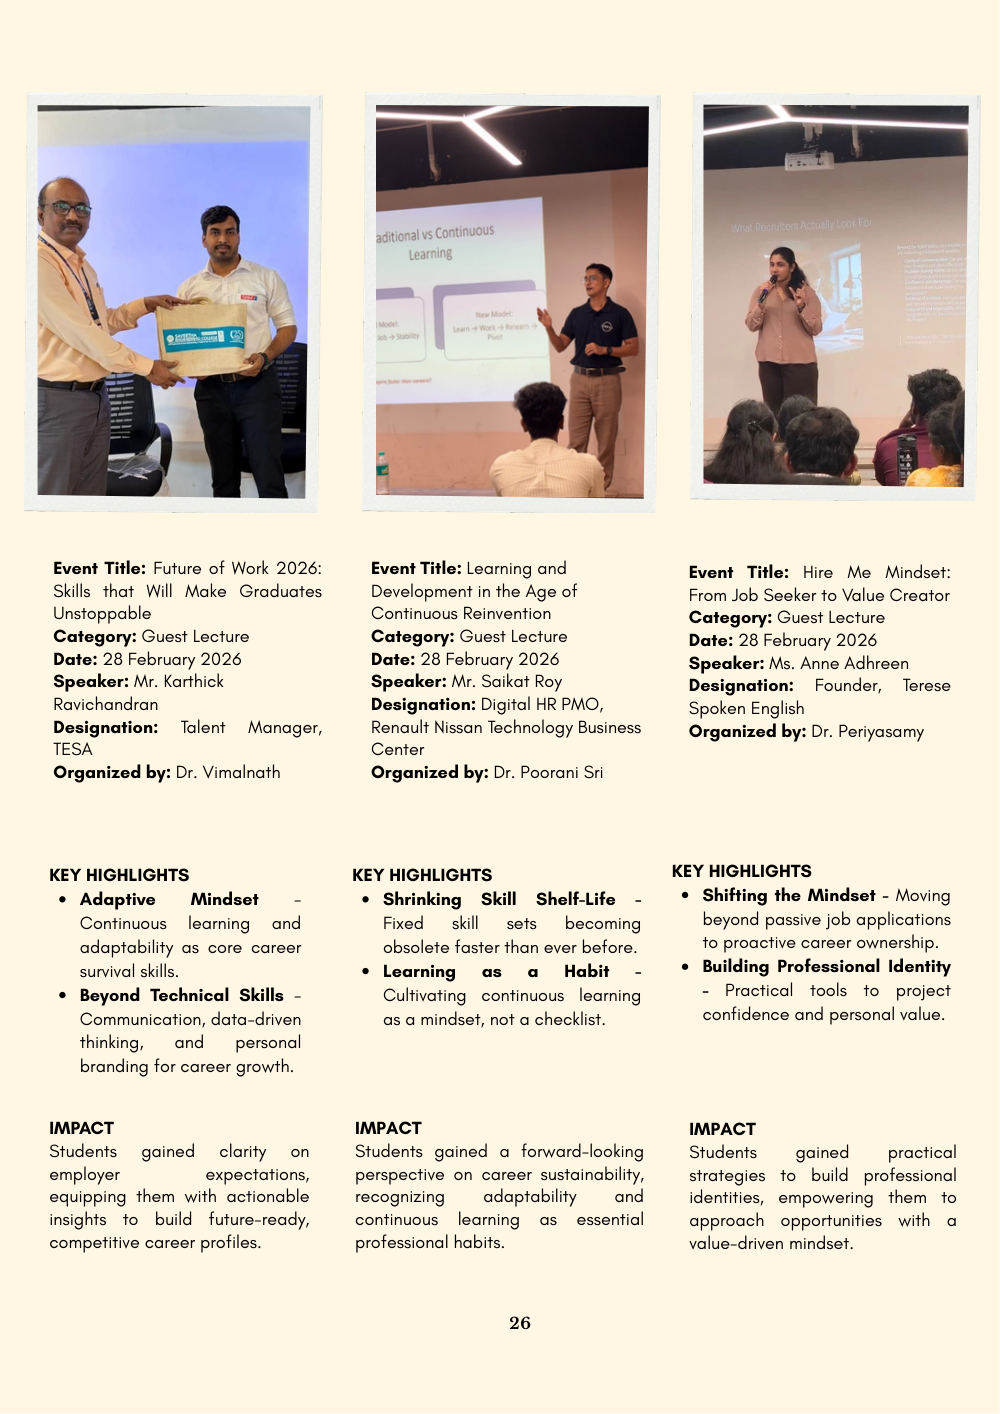 SAVEETHA
ENGINEERING COLLEGE
aditional vs Continuous
Learning
Model:
Job → Stability
New Model:
Learn → Work → Relearn →
Pivot
What Recruiters Actually Look For
Event Title: Future of Work 2026:
Skills that Will Make Graduates
Unstoppable
Category: Guest Lecture
Date: 28 February 2026
Speaker: Mr. Karthick
Ravichandran
Designation: Talent Manager,
TESA
Organized by: Dr. Vimalnath
Event Title: Learning and
Development in the Age of
Continuous Reinvention
Category: Guest Lecture
Date: 28 February 2026
Speaker: Mr. Saikat Roy
Designation: Digital HR PMO,
Renault Nissan Technology Business
Center
Organized by: Dr. Poorani Sri
Event Title: Hire Me Mindset:
From Job Seeker to Value Creator
Category: Guest Lecture
Date: 28 February 2026
Speaker: Ms. Anne Adhreen
Designation: Founder, Terese
Spoken English
Organized by: Dr. Periyasamy
KEY HIGHLIGHTS
• Adaptive Mindset -
Continuous learning and
adaptability as core career
survival skills.
• Beyond Technical Skills -
Communication, data-driven
thinking, and personal
branding for career growth.
KEY HIGHLIGHTS
• Shrinking Skill Shelf-Life -
Fixed skill sets becoming
obsolete faster than ever before.
• Learning as a Habit -
Cultivating continuous learning
as a mindset, not a checklist.
KEY HIGHLIGHTS
• Shifting the Mindset - Moving
beyond passive job applications
to proactive career ownership.
• Building Professional Identity
- Practical tools to project
confidence and personal value.
IMPACT
Students gained clarity on
employer expectations,
equipping them with actionable
insights to build future-ready,
competitive career profiles.
IMPACT
Students gained a forward-looking
perspective on career sustainability,
recognizing adaptability and
continuous learning as essential
professional habits.
IMPACT
Students gained practical
strategies to build professional
identities, empowering them to
approach opportunities with a
value-driven mindset.
26